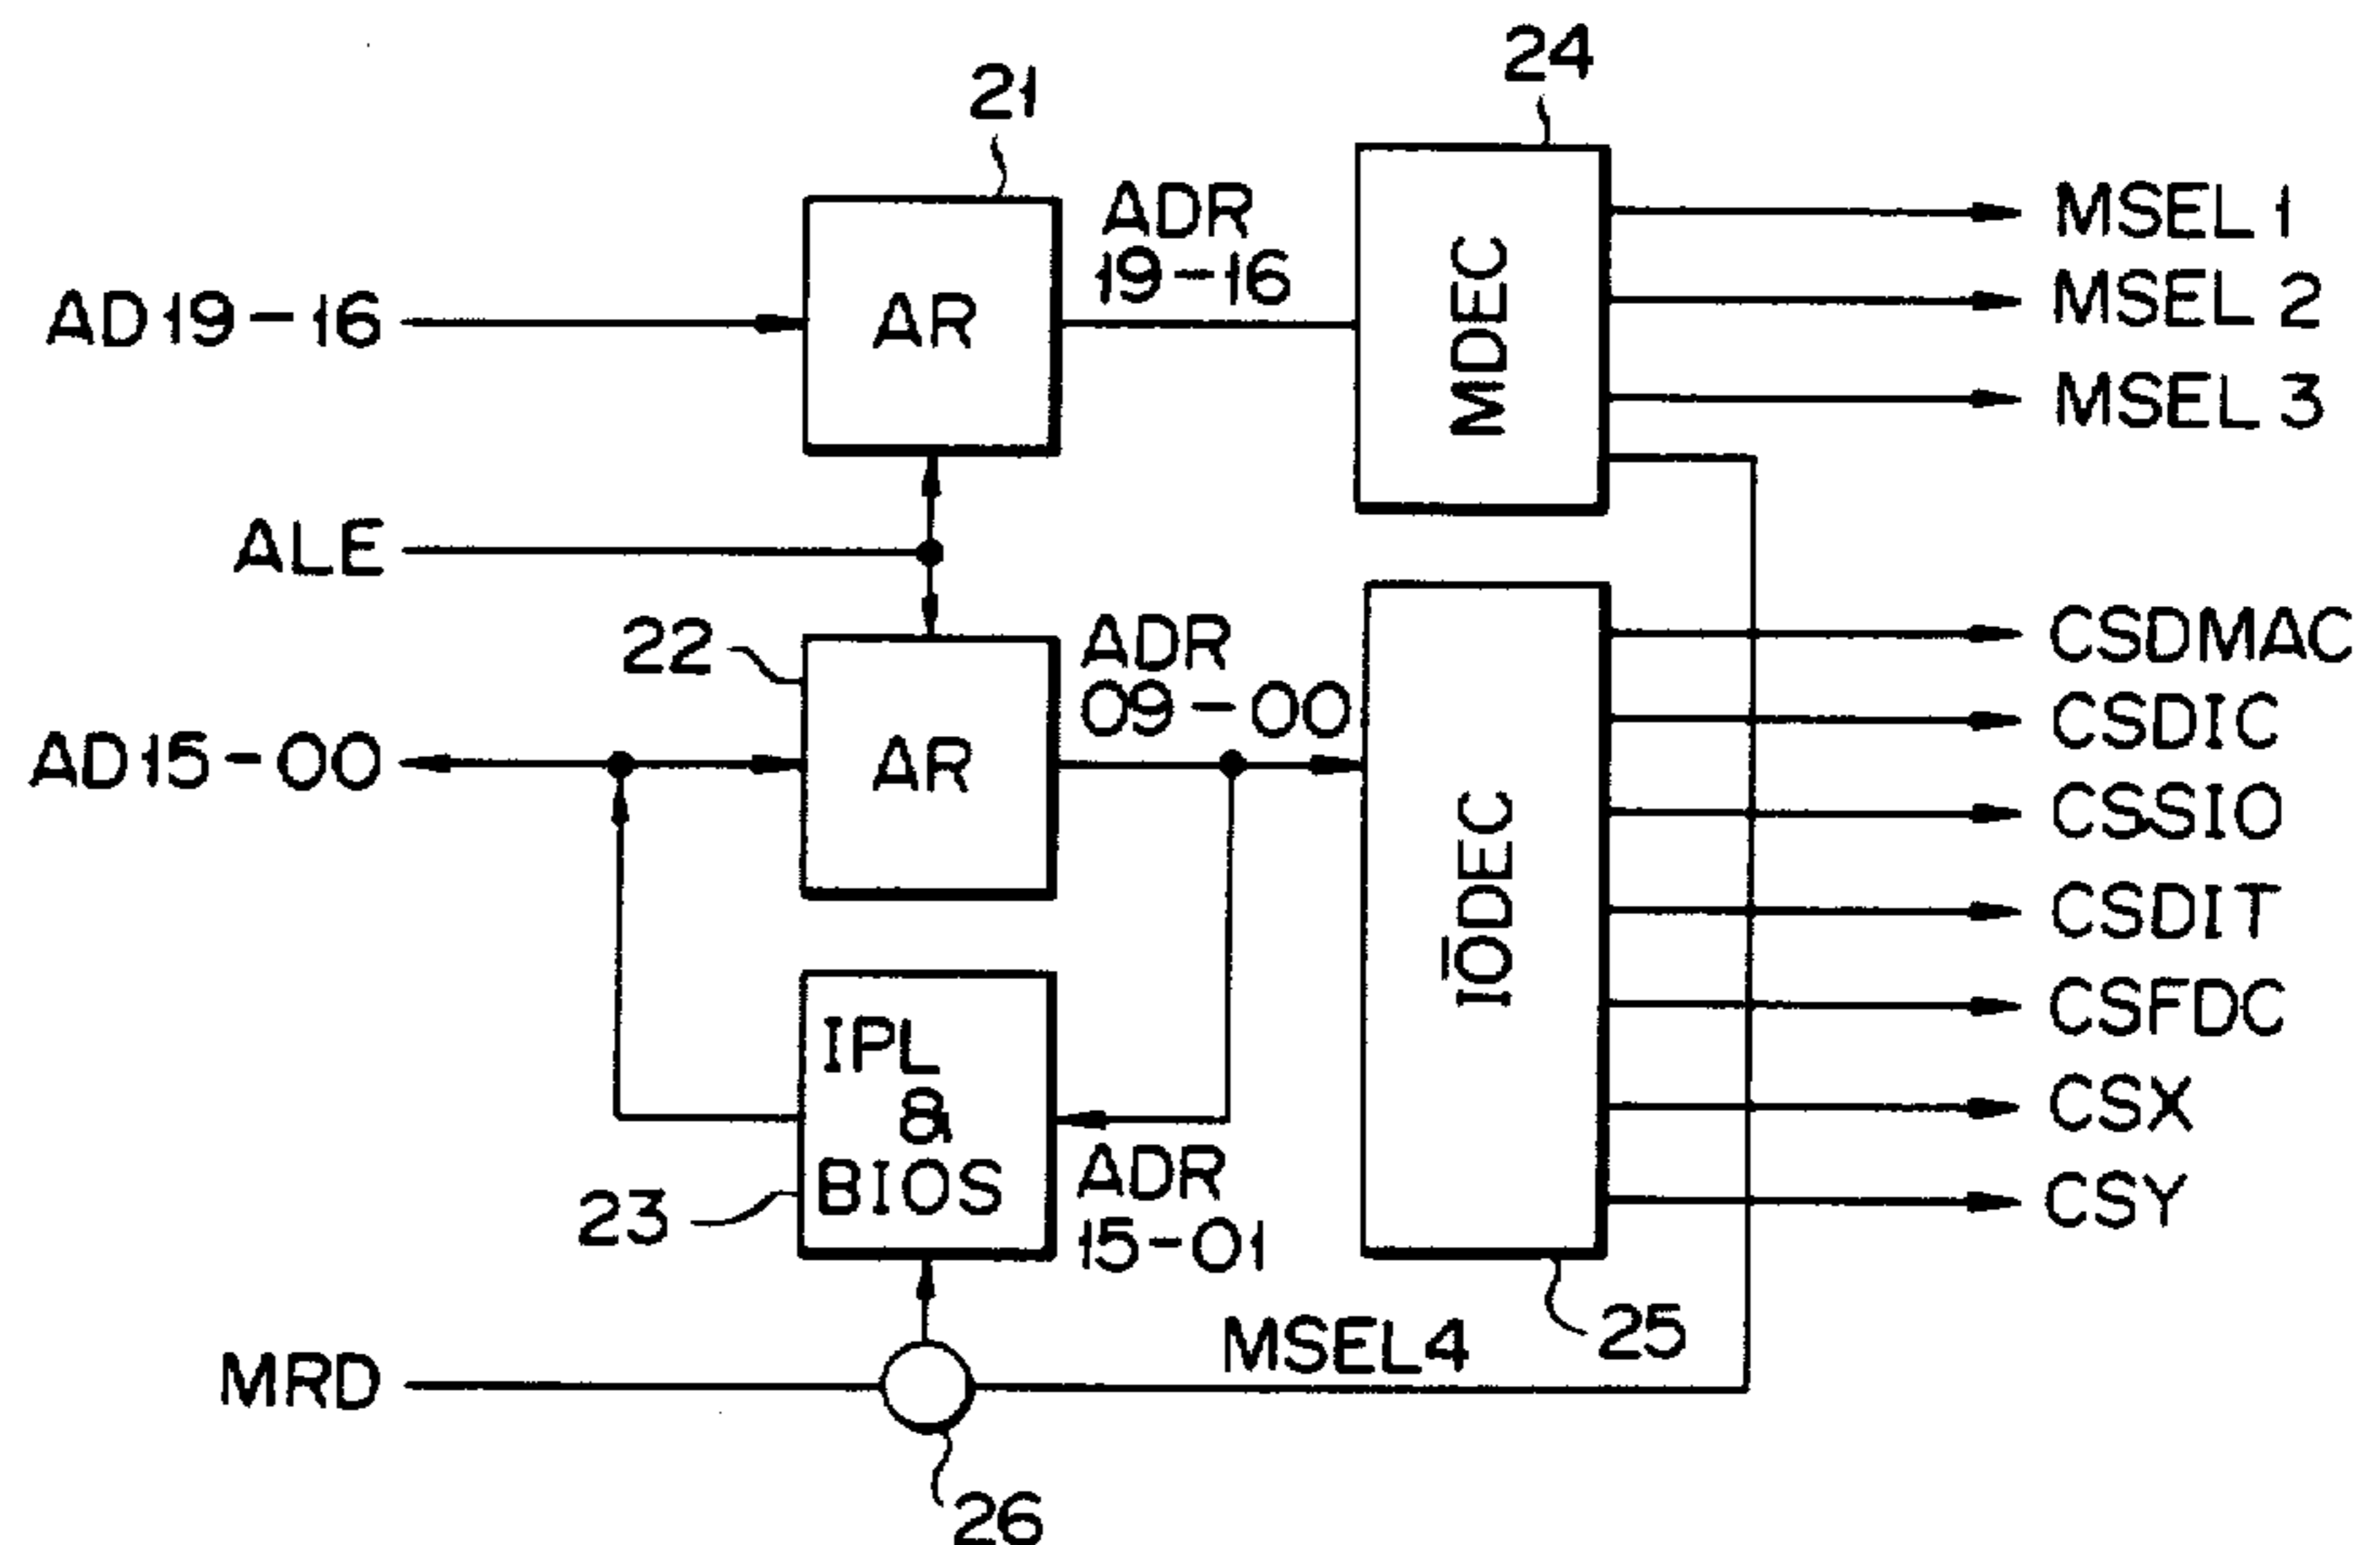 24
21
ADR
19-16
MSEL 1
MSEL 2
MSEL 3
AD19-16
AR
MDEC
ALE
22
ADR
09-00
AD15-00
AR
IODEC
CSDMAC
CSDIC
CSSIO
CSDIT
CSFDC
CSX
CSY
IPL
&
BIOS
23
ADR
15-01
25
MSEL4
MRD
26